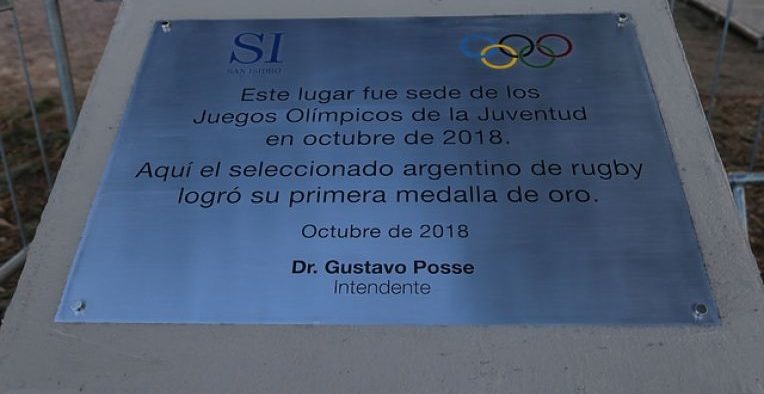 SI
SAN ISIDRO
Este lugar fue sede de los
Juegos Olímpicos de la Juventud
en octubre de 2018.
Aquí el seleccionado argentino de rugby
logró su primera medalla de oro.
Octubre de 2018
Dr. Gustavo Posse
Intendente